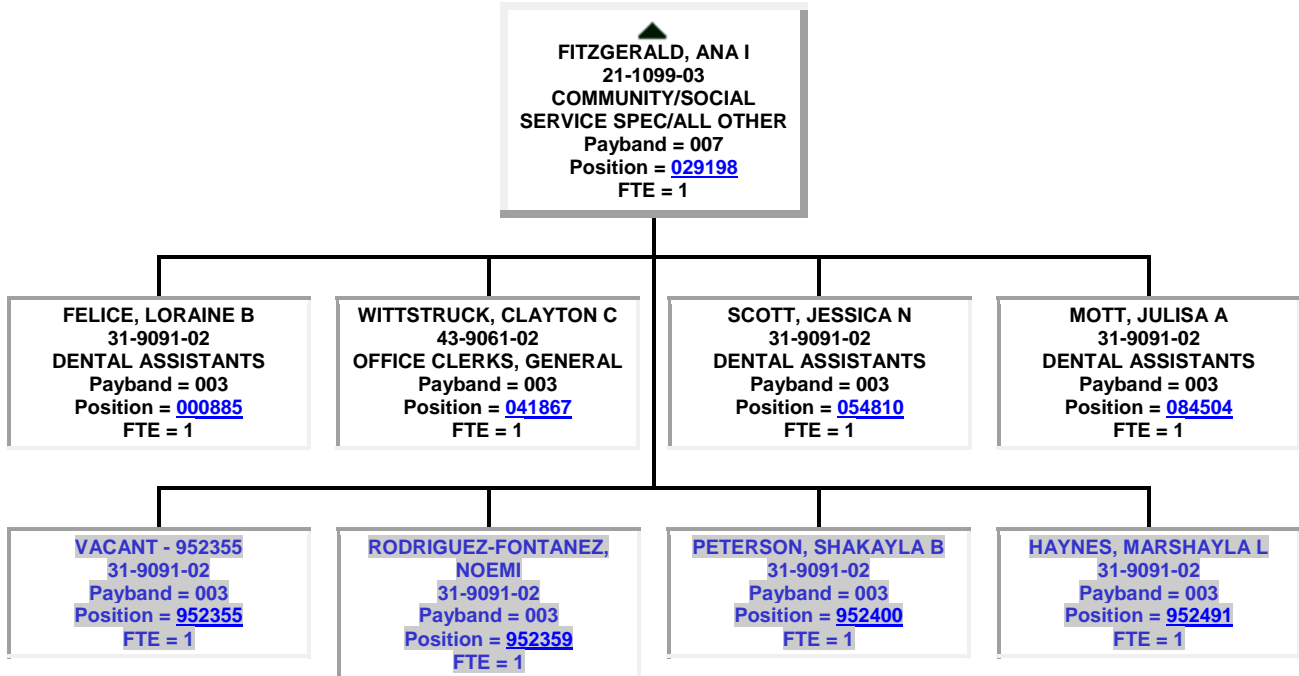 FITZGERALD, ANA I
21-1099-03
COMMUNITY/SOCIAL
SERVICE SPEC/ALL OTHER
Payband = 007
Position = 029198
FTE = 1
FELICE, LORAINE B
31-9091-02
DENTAL ASSISTANTS
Payband = 003
Position = 000885
FTE = 1
WITTSTRUCK, CLAYTON C
43-9061-02
OFFICE CLERKS, GENERAL
Payband = 003
Position = 041867
FTE = 1
SCOTT, JESSICA N
31-9091-02
DENTAL ASSISTANTS
Payband = 003
Position = 054810
FTE = 1
MOTT, JULISA A
31-9091-02
DENTAL ASSISTANTS
Payband = 003
Position = 084504
FTE = 1
VACANT - 952355
31-9091-02
Payband = 003
Position = 952355
FTE = 1
RODRIGUEZ-FONTANEZ,
NOEMI
31-9091-02
Payband = 003
Position = 952359
FTE = 1
PETERSON, SHAKAYLA B
31-9091-02
Payband = 003
Position = 952400
FTE = 1
HAYNES, MARSHAYLA L
31-9091-02
Payband = 003
Position = 952491
FTE = 1